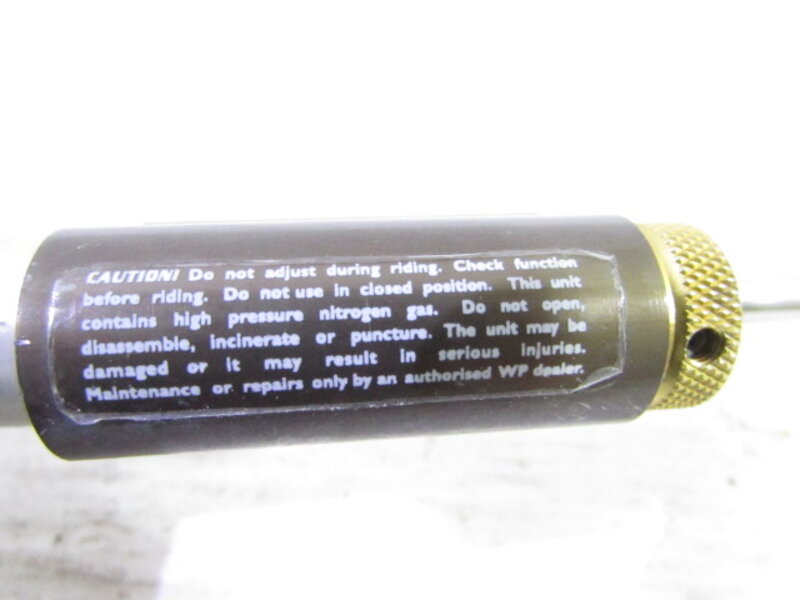 CAUTION! Do not adjust during riding. Check function
before riding. Do not use in closed position. This unit
contains high pressure nitrogen gas. Do not open,
disassemble, incinerate or puncture. The unit may be
damaged or it may result in serious injuries.
Maintenance or repairs only by an authorised WP dealer.